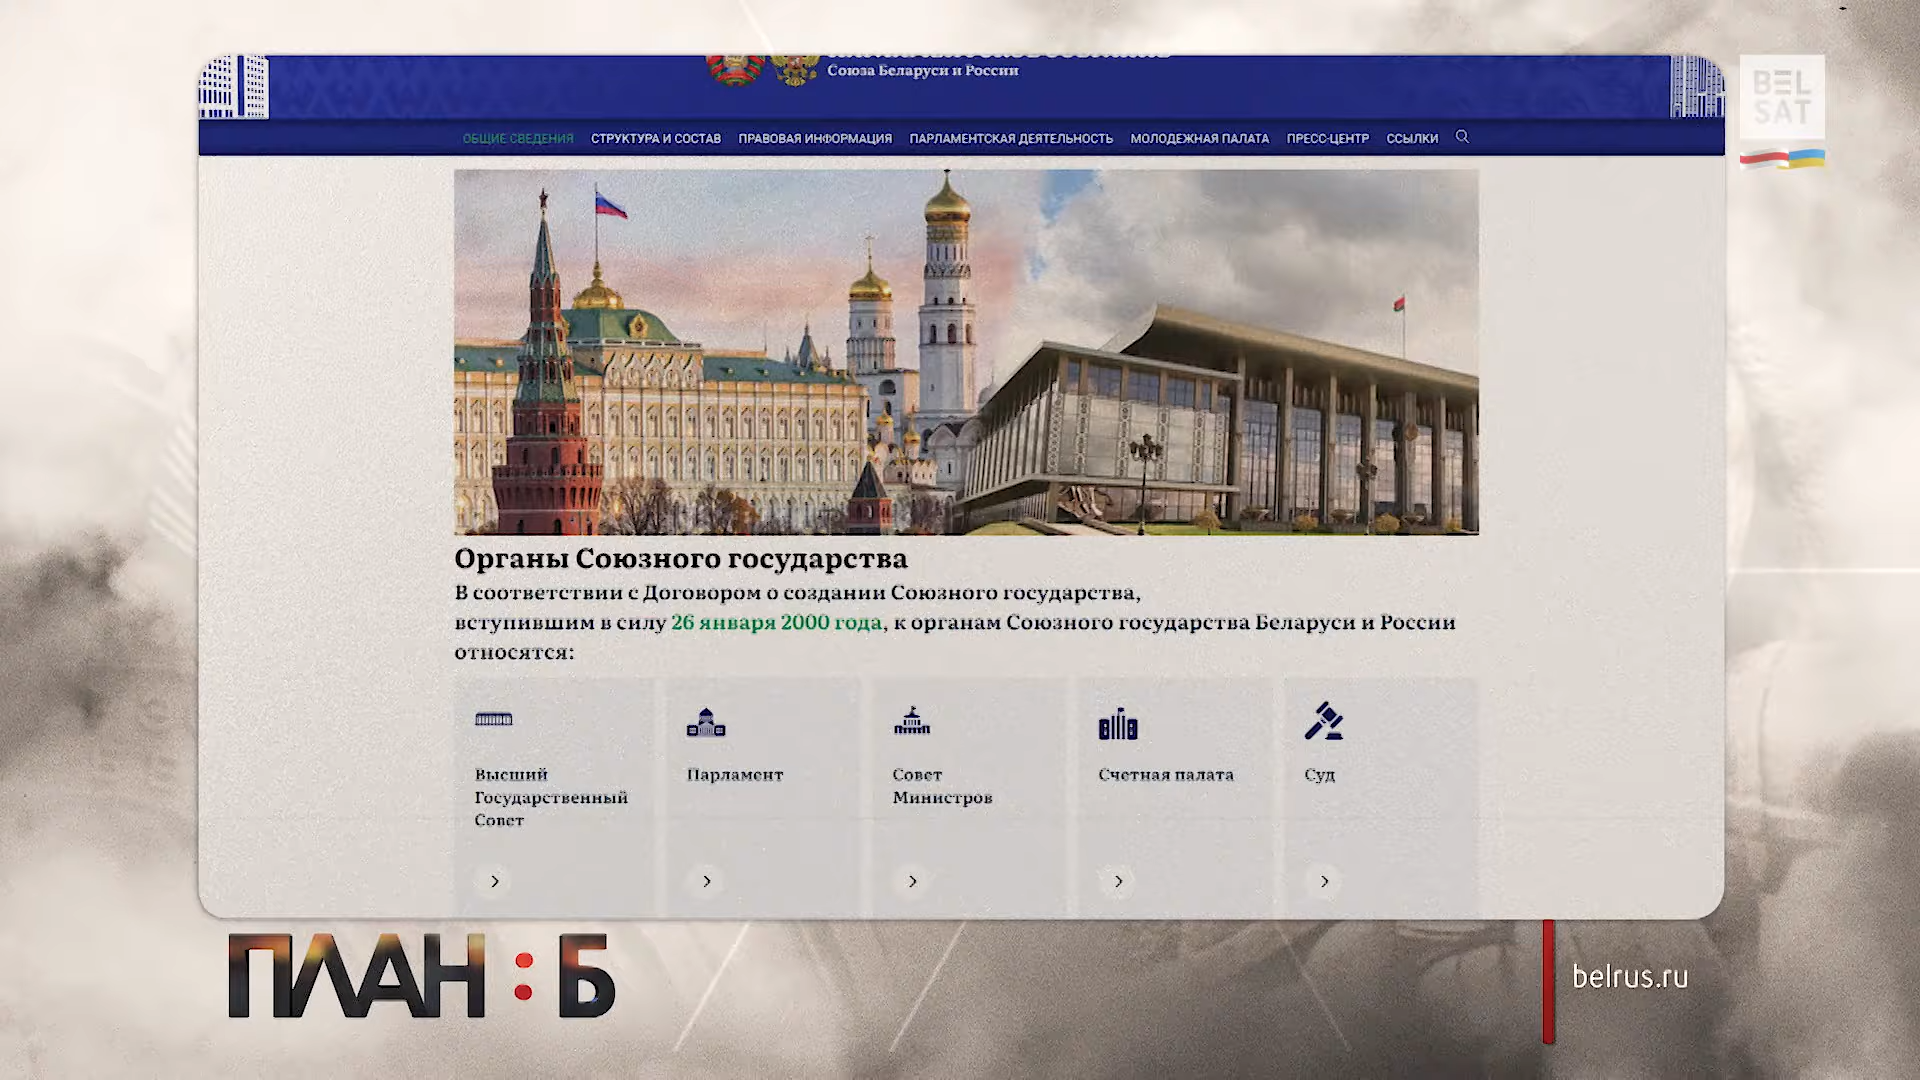 Союза Беларуси и России
BEL
SAT
ОБЩИЕ СВЕДЕНИЯ СТРУКТУРА И СОСТАВ ПРАВОВАЯ ИНФОРМАЦИЯ ПАРЛАМЕНТСКАЯ ДЕЯТЕЛЬНОСТЬ МОЛОДЕЖНАЯ ПАЛАТА ПРЕСС-ЦЕНТР ССЫЛКИ
Органы Союзного государства
В соответствии с Договором о создании Союзного государства,
вступившим в силу 26 января 2000 года, к органам Союзного государства Беларуси и России
относятся:
Высший
Государственный
Совет
Парламент
Совет
Министров
Счетная палата
Суд
ПЛАН:Б
belrus.ru